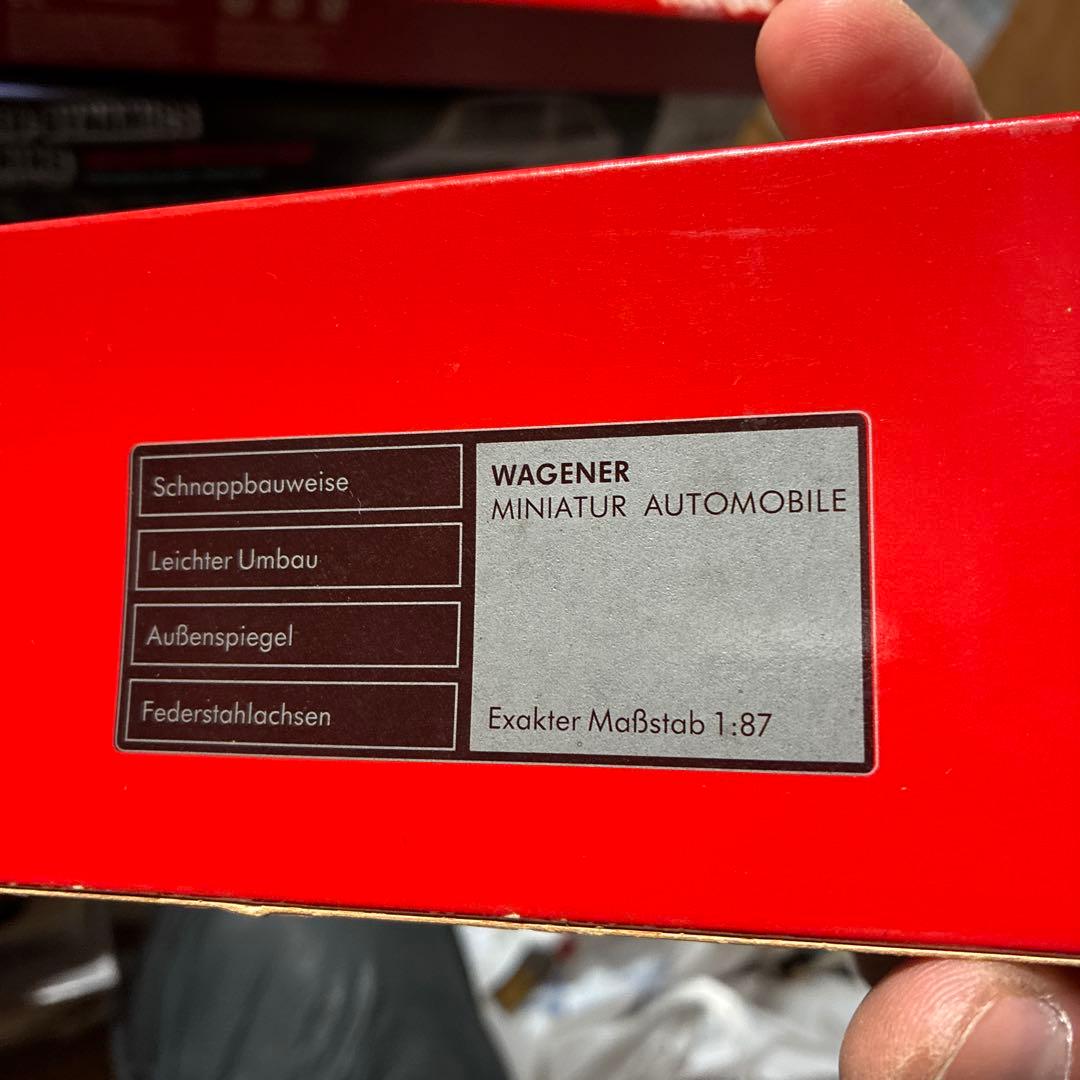 Schnappbauweise
Leichter Umbau
Außenspiegel
Federstahlachsen
WAGENER
MINIATUR AUTOMOBILE
Exakter Maßstab 1:87